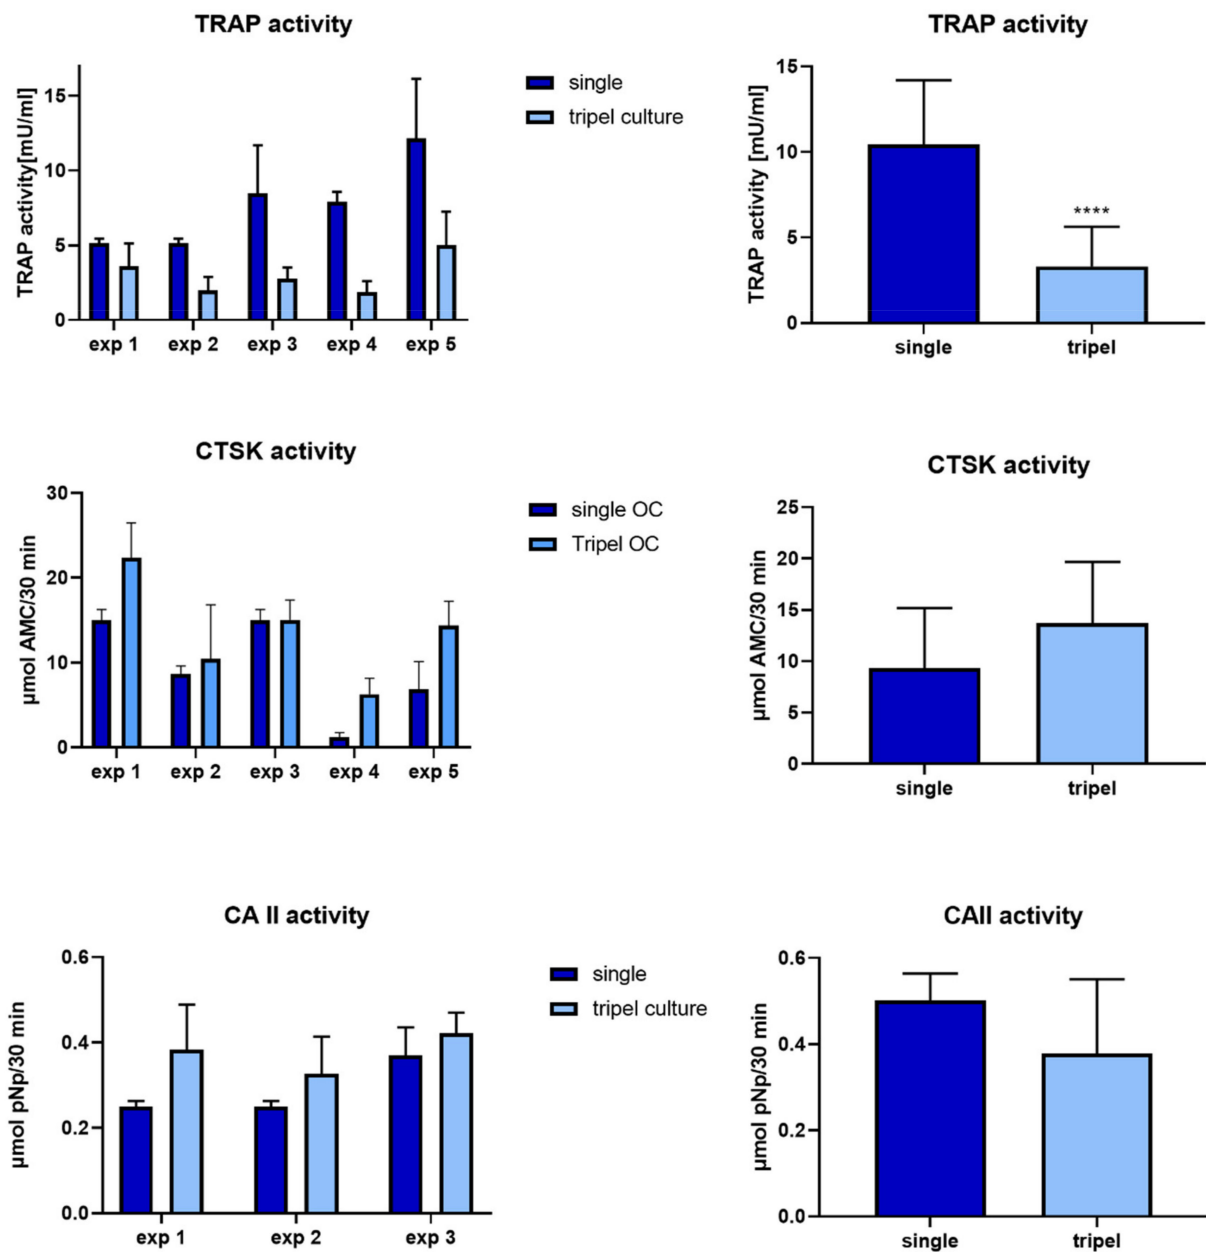 TRAP activity
TRAP activity[mU/ml]
15
10
5
0
exp 1 exp 2 exp 3 exp 4 exp 5
single
tripel culture
TRAP activity
TRAP activity [mU/ml]
15
10
5
0
****
single tripel
CTSK activity
µmol AMC/30 min
30
20
10
0
exp 1 exp 2 exp 3 exp 4 exp 5
single OC
Tripel OC
CTSK activity
µmol AMC/30 min
25
20
15
10
5
0
single tripel
CA II activity
µmol pNp/30 min
0.6
0.4
0.2
0.0
exp 1 exp 2 exp 3
single
tripel culture
CAII activity
µmol pNp/30 min
0.6
0.4
0.2
0.0
single tripel